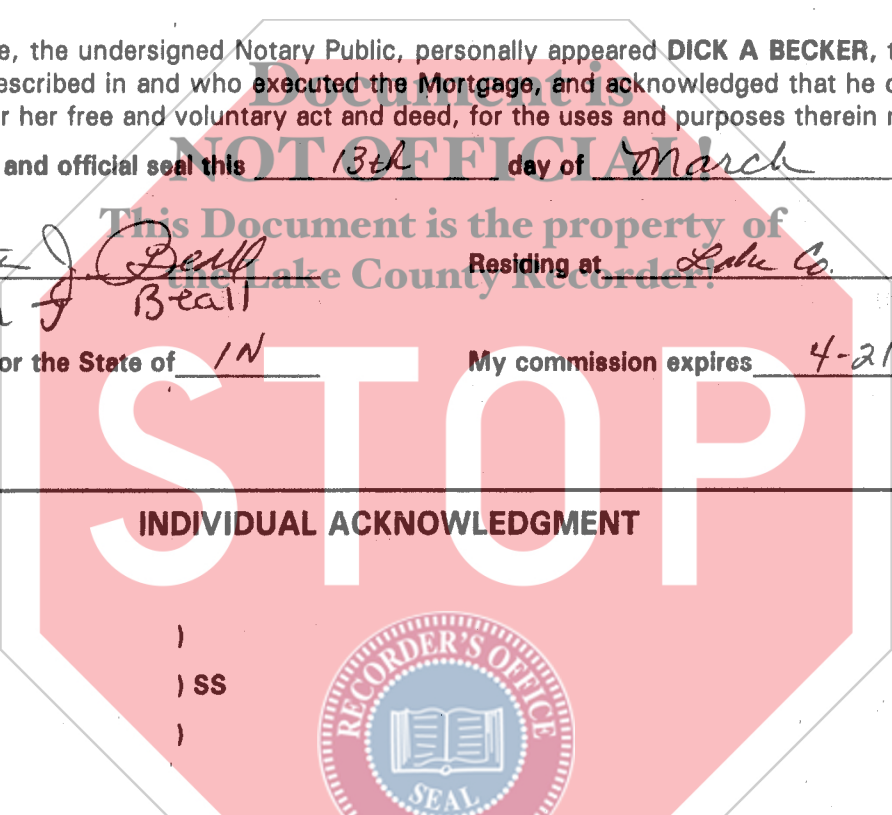 e, the undersigned Notary Public, personally appeared DICK A BECKER, t
escribed in and who executed the Mortgage, and acknowledged that he o
r her free and voluntary act and deed, for the uses and purposes therein
and official seal this 13th day of March
Document is
NOT OFFICIAL!
This Document is the property of
the Lake County Recorder!
J. Beall Residing at Lake Co.
J Beall
or the State of IN My commission expires 4-21
STOP
INDIVIDUAL ACKNOWLEDGMENT
)
) SS
)
RECORDER'S OFFICE
SEAL